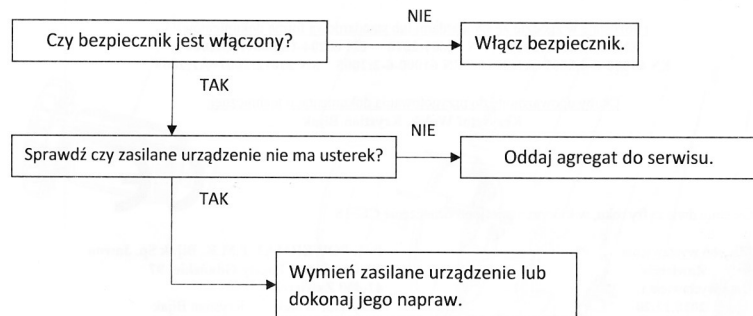 NIE
Czy bezpiecznik jest włączony?
Włącz bezpiecznik.
TAK
NIE
Sprawdź czy zasilane urządzenie nie ma usterek?
Oddaj agregat do serwisu.
TAK
Wymień zasilane urządzenie lub
dokonaj jego napraw.